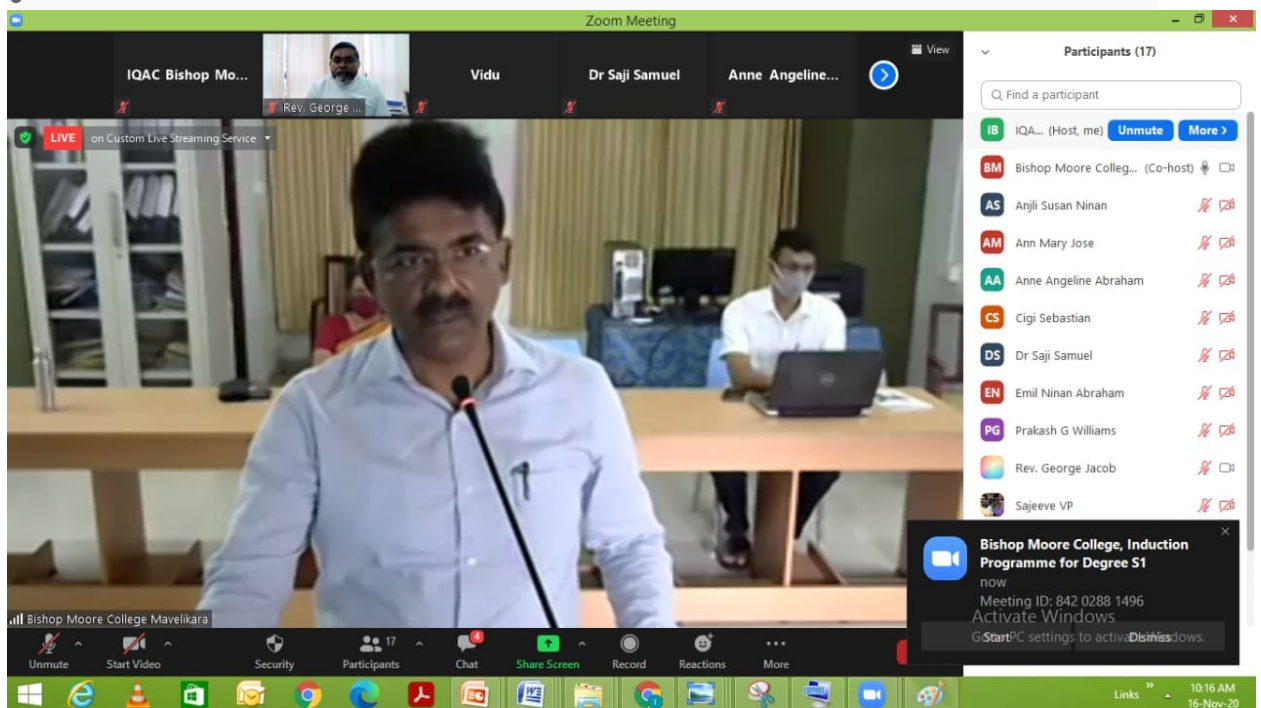 Zoom Meeting
IQAC Bishop Mo...
Rev. George ...
Vidu
Dr Saji Samuel
Anne Angeline...
View
LIVE on Custom Live Streaming Service
Bishop Moore College Mavelikara
Participants (17)
Find a participant
IB IQA... (Host, me) Unmute More >
BM Bishop Moore Colleg... (Co-host)
AS Anjli Susan Ninan
AM Ann Mary Jose
AA Anne Angeline Abraham
CS Cigi Sebastian
DS Dr Saji Samuel
EN Emil Ninan Abraham
PG Prakash G Williams
Rev. George Jacob
Sajeeve VP
Bishop Moore College, Induction
Programme for Degree S1
now
Meeting ID: 842 0288 1496
Activate Windows
Start Dismiss
PC settings to activate
Unmute
Start Video
Security
17
Participants
4
Chat
Share Screen
Record
Reactions
More
Links
10:16 AM
16-Nov-20